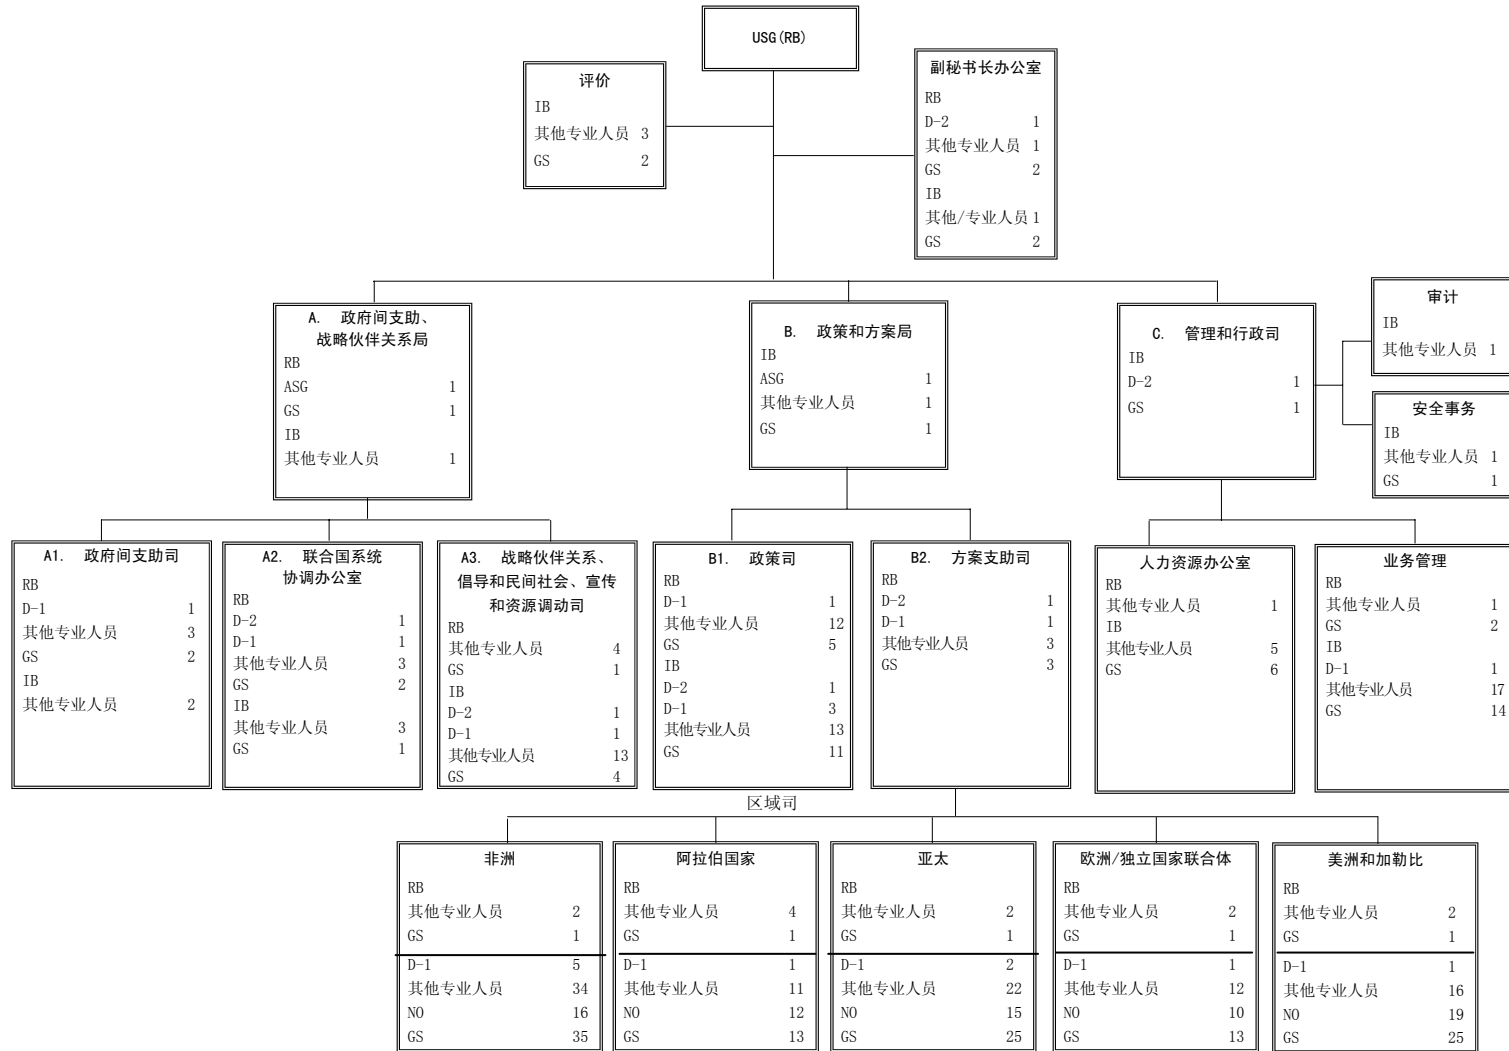 USG(RB)
评价
IB
其他专业人员 3
GS 2
副秘书长办公室
RB
D-2 1
其他专业人员 1
GS 2
IB
其他/专业人员 1
GS 2
A. 政府间支助、
战略伙伴关系局
RB
ASG 1
GS 1
IB
其他专业人员 1
B. 政策和方案局
IB
ASG 1
其他专业人员 1
GS 1
C. 管理和行政司
IB
D-2 1
GS 1
审计
IB
其他专业人员 1
安全事务
IB
其他专业人员 1
GS 1
A1. 政府间支助司
RB
D-1 1
其他专业人员 3
GS 2
IB
其他专业人员 2
A2. 联合国系统
协调办公室
RB
D-2 1
D-1 1
其他专业人员 3
GS 2
IB
其他专业人员 3
GS 1
A3. 战略伙伴关系、
倡导和民间社会、宣传
和资源调动司
RB
其他专业人员 4
GS 1
IB
D-2 1
D-1 1
其他专业人员 13
GS 4
B1. 政策司
RB
D-1 1
其他专业人员 12
GS 5
IB
D-2 1
D-1 3
其他专业人员 13
GS 11
B2. 方案支助司
RB
D-2 1
D-1 1
其他专业人员 3
GS 3
人力资源办公室
RB
其他专业人员 1
IB
其他专业人员 5
GS 6
业务管理
RB
其他专业人员 1
GS 2
IB
D-1 1
其他专业人员 17
GS 14
区域司
非洲
RB
其他专业人员 2
GS 1
D-1 5
其他专业人员 34
NO 16
GS 35
阿拉伯国家
RB
其他专业人员 4
GS 1
D-1 1
其他专业人员 11
NO 12
GS 13
亚太
RB
其他专业人员 2
GS 1
D-1 2
其他专业人员 22
NO 15
GS 25
欧洲/独立国家联合体
RB
其他专业人员 2
GS 1
D-1 1
其他专业人员 12
NO 10
GS 13
美洲和加勒比
RB
其他专业人员 2
GS 1
D-1 1
其他专业人员 16
NO 19
GS 25